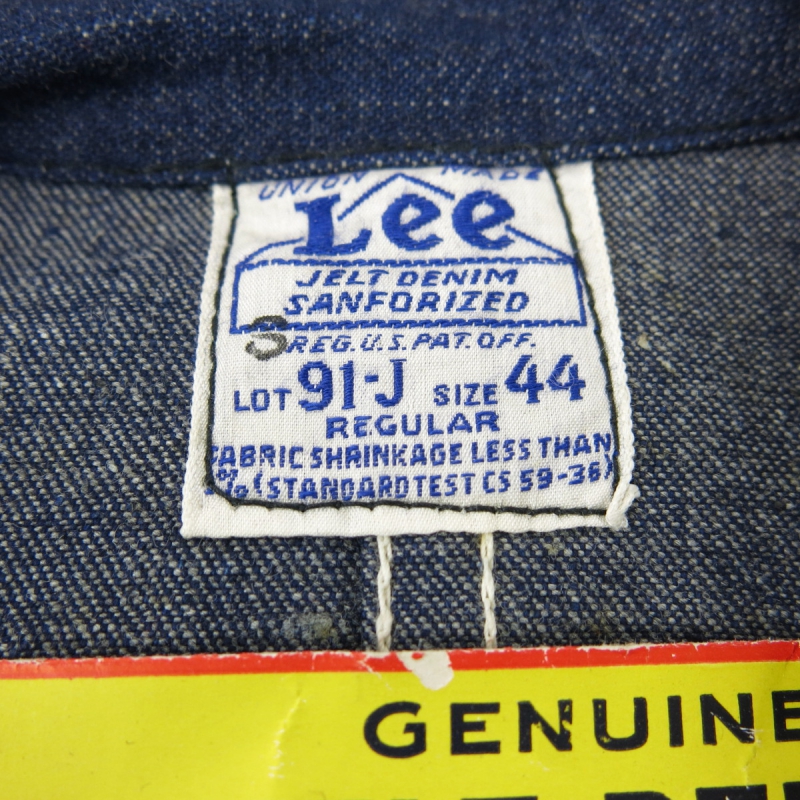 UNION MADE
Lee
JELT DENIM
SANFORIZED
S REG. U.S. PAT. OFF.
LOT 91-J SIZE 44
REGULAR
FABRIC SHRINKAGE LESS THAN
% (STANDARD TEST CS 59-36)
GENUINE